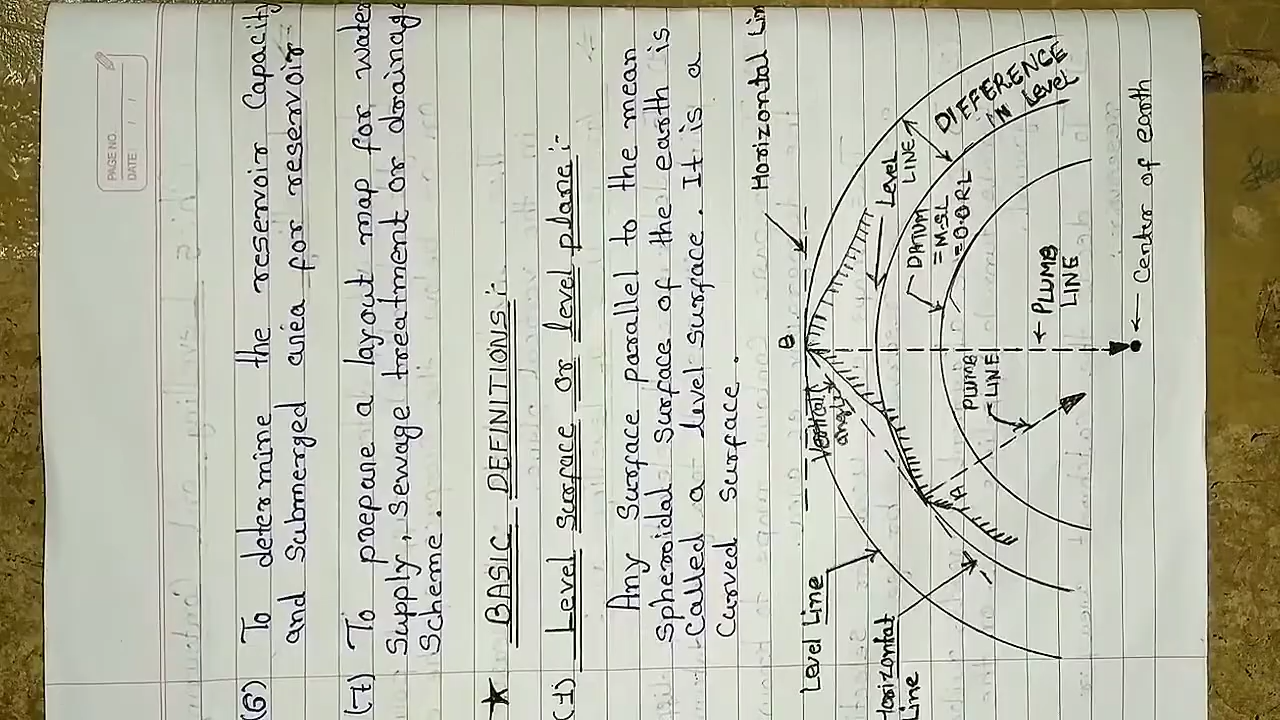 PAGE NO.
DATE: / /
(6) To determine the reservoir Capacity
and Submerged area for reservoir
(7) To prepare a layout map for water
Supply, sewage treatment or drainage
Scheme.
★ BASIC DEFINITIONS :-
(1) Level surface or level plane :-
Any Surface parallel to the mean
spheroidal surface of the earth is
Called a level surface. It is a
Curved surface.
Horizontal Lin
B
Level Line
Vertical
angle
Level
LINE
DIFFERENCE
IN Level
DATUM
= M.S.L
= 0.0 RL
A
Horizontal
Line
PLUMB
LINE
PLUMB
LINE
Center of earth